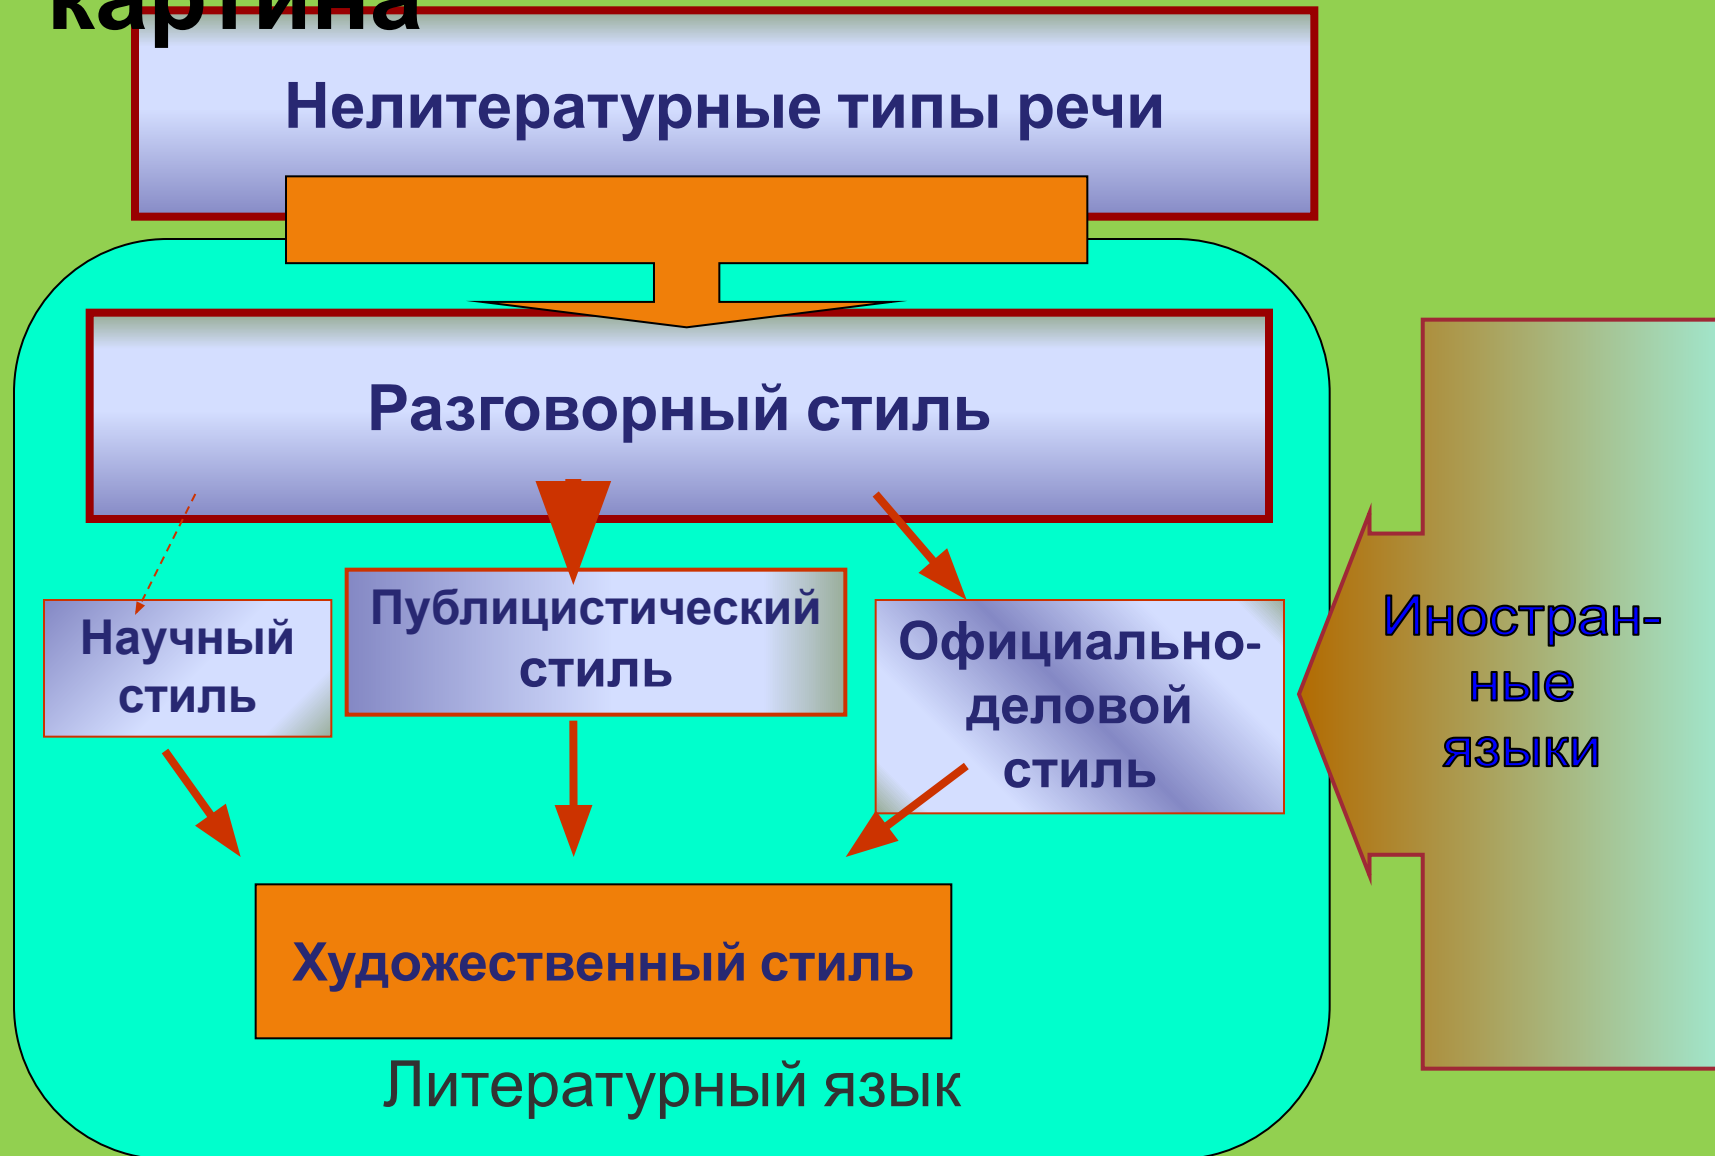 картина
Нелитературные типы речи
Разговорный стиль
Научный
стиль
Публицистический
стиль
Официально-
деловой
стиль
Иностран-
ные
языки
Художественный стиль
Литературный язык